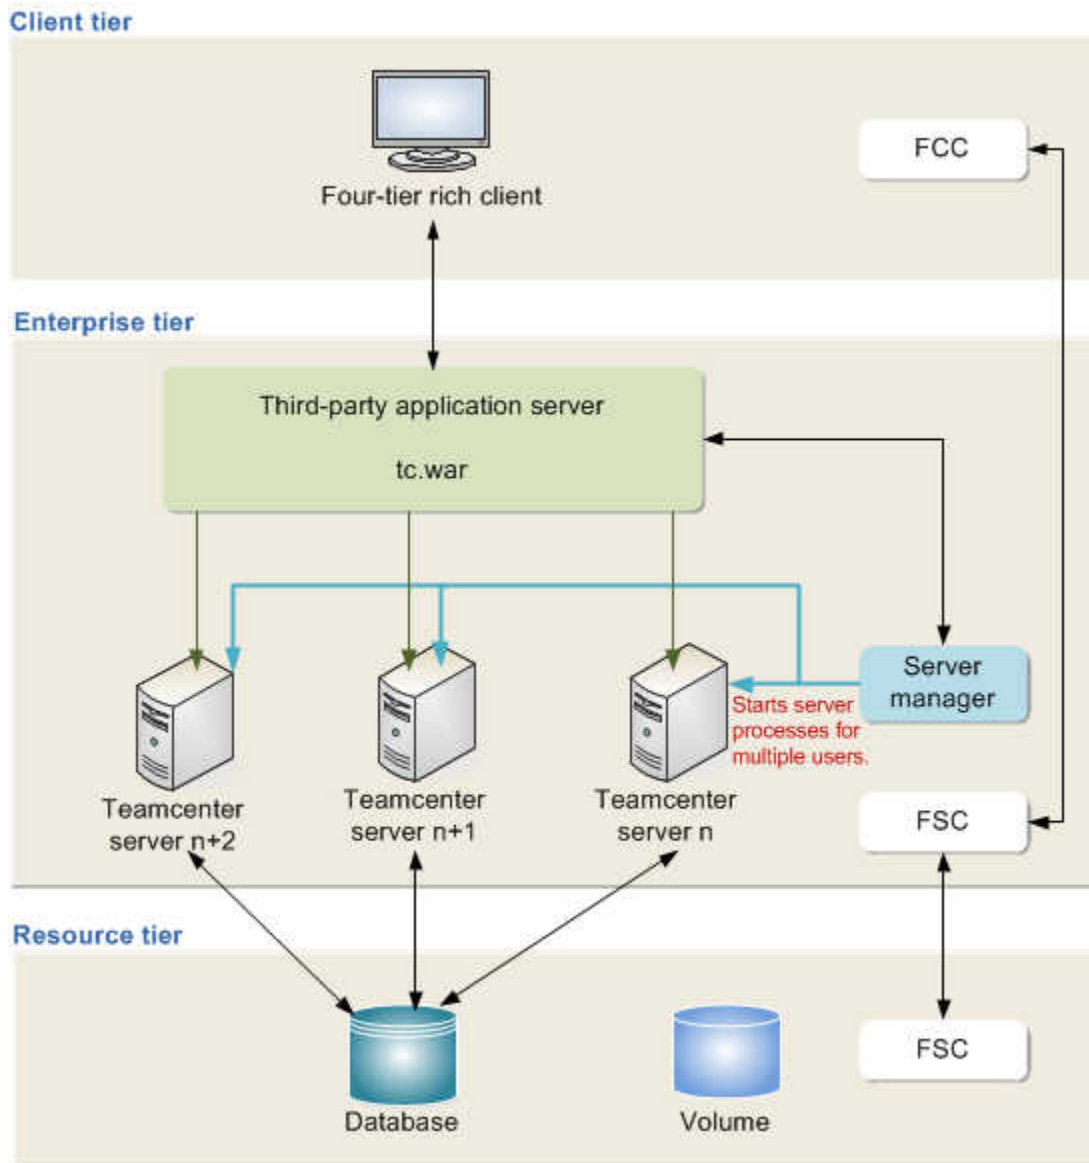 Client tier
Four-tier rich client
FCC
Enterprise tier
Third-party application server
tc.war
Server
manager
Starts server
processes for
multiple users.
Teamcenter
server n+2
Teamcenter
server n+1
Teamcenter
server n
FSC
Resource tier
Database
Volume
FSC